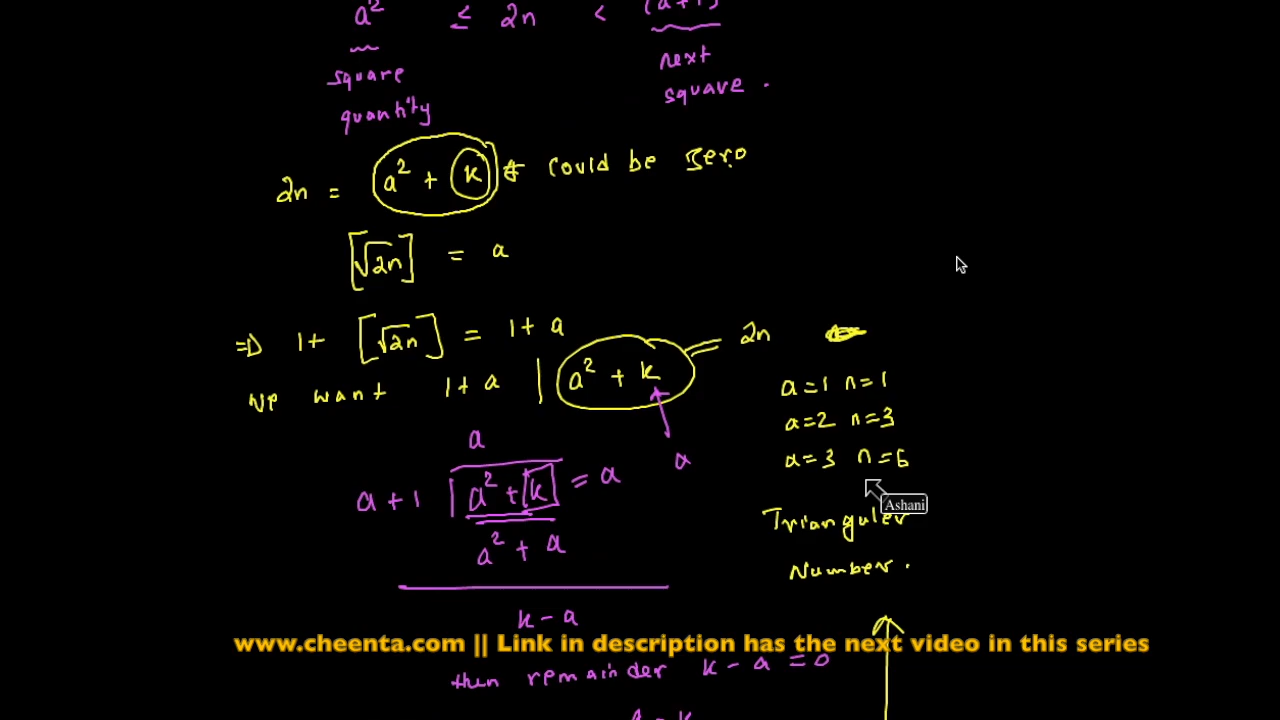 a² ≤ 2n < (a+1)
square quantity
next square.
2n = a² + k could be zero
[√2n] = a
⇒ 1+ [√2n] = 1+a
We want 1+a | a² + k = 2n
a=1 n=1
a=2 n=3
a=3 n=6
Ashani
Trianguler
Number.
a
a
a+1 | a² + k = a
a² + a
k - a
www.cheenta.com || Link in description has the next video in this series
then remainder k - a = 0